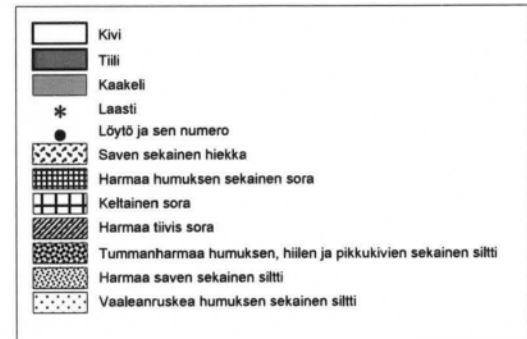 Kivi
Tiili
Kaakeli
Laasti
Löytö ja sen numero
Saven sekainen hiekka
Harmaa humuksen sekainen sora
Keltainen sora
Harmaa tiivis sora
Tummanharmaa humuksen, hiilen ja pikkukivien sekainen siltti
Harmaa saven sekainen siltti
Vaaleanruskea humuksen sekainen siltti